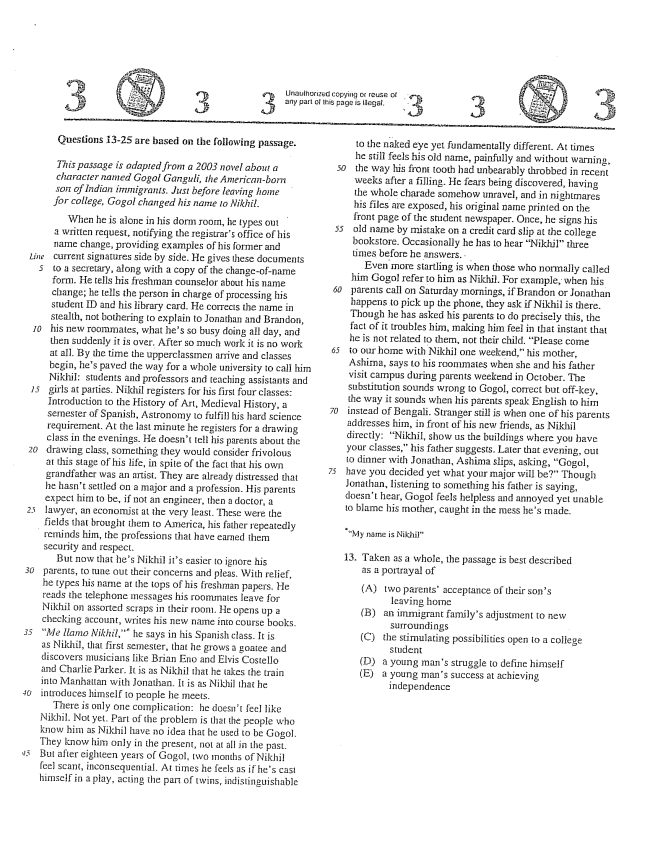 3
3
3
Unauthorized copying or reuse of
any part of this page is illegal.
3
3
3
Questions 13-25 are based on the following passage.
This passage is adapted from a 2003 novel about a
character named Gogol Ganguli, the American-born
son of Indian immigrants. Just before leaving home
for college, Gogol changed his name to Nikhil.
When he is alone in his dorm room, he types out
a written request, notifying the registrar's office of his
name change, providing examples of his former and
Line current signatures side by side. He gives these documents
5 to a secretary, along with a copy of the change-of-name
form. He tells his freshman counselor about his name
change; he tells the person in charge of processing his
student ID and his library card. He corrects the name in
stealth, not bothering to explain to Jonathan and Brandon,
10 his new roommates, what he's so busy doing all day, and
then suddenly it is over. After so much work it is no work
at all. By the time the upperclassmen arrive and classes
begin, he's paved the way for a whole university to call him
Nikhil: students and professors and teaching assistants and
15 girls at parties. Nikhil registers for his first four classes:
Introduction to the History of Art, Medieval History, a
semester of Spanish, Astronomy to fulfill his hard science
requirement. At the last minute he registers for a drawing
class in the evenings. He doesn't tell his parents about the
20 drawing class, something they would consider frivolous
at this stage of his life, in spite of the fact that his own
grandfather was an artist. They are already distressed that
he hasn't settled on a major and a profession. His parents
expect him to be, if not an engineer, then a doctor, a
25 lawyer, an economist at the very least. These were the
fields that brought them to America, his father repeatedly
reminds him, the professions that have earned them
security and respect.
But now that he's Nikhil it's easier to ignore his
30 parents, to tune out their concerns and pleas. With relief,
he types his name at the tops of his freshman papers. He
reads the telephone messages his roommates leave for
Nikhil on assorted scraps in their room. He opens up a
checking account, writes his new name into course books.
35 "Me llamo Nikhil,"* he says in his Spanish class. It is
as Nikhil, that first semester, that he grows a goatee and
discovers musicians like Brian Eno and Elvis Costello
and Charlie Parker. It is as Nikhil that he takes the train
into Manhattan with Jonathan. It is as Nikhil that he
40 introduces himself to people he meets.
There is only one complication: he doesn't feel like
Nikhil. Not yet. Part of the problem is that the people who
know him as Nikhil have no idea that he used to be Gogol.
They know him only in the present, not at all in the past.
45 But after eighteen years of Gogol, two months of Nikhil
feel scant, inconsequential. At times he feels as if he's cast
himself in a play, acting the part of twins, indistinguishable
to the naked eye yet fundamentally different. At times
he still feels his old name, painfully and without warning,
50 the way his front tooth had unbearably throbbed in recent
weeks after a filling. He fears being discovered, having
the whole charade somehow unravel, and in nightmares
his files are exposed, his original name printed on the
front page of the student newspaper. Once, he signs his
55 old name by mistake on a credit card slip at the college
bookstore. Occasionally he has to hear "Nikhil" three
times before he answers.
Even more startling is when those who normally called
him Gogol refer to him as Nikhil. For example, when his
60 parents call on Saturday mornings, if Brandon or Jonathan
happens to pick up the phone, they ask if Nikhil is there.
Though he has asked his parents to do precisely this, the
fact of it troubles him, making him feel in that instant that
he is not related to them, not their child. "Please come
65 to our home with Nikhil one weekend," his mother,
Ashima, says to his roommates when she and his father
visit campus during parents weekend in October. The
substitution sounds wrong to Gogol, correct but off-key,
the way it sounds when his parents speak English to him
70 instead of Bengali. Stranger still is when one of his parents
addresses him, in front of his new friends, as Nikhil
directly: "Nikhil, show us the buildings where you have
your classes," his father suggests. Later that evening, out
to dinner with Jonathan, Ashima slips, asking, "Gogol,
75 have you decided yet what your major will be?" Though
Jonathan, listening to something his father is saying,
doesn't hear, Gogol feels helpless and annoyed yet unable
to blame his mother, caught in the mess he's made.
*"My name is Nikhil"
13. Taken as a whole, the passage is best described
as a portrayal of
(A) two parents' acceptance of their son's
leaving home
(B) an immigrant family's adjustment to new
surroundings
(C) the stimulating possibilities open to a college
student
(D) a young man's struggle to define himself
(E) a young man's success at achieving
independence